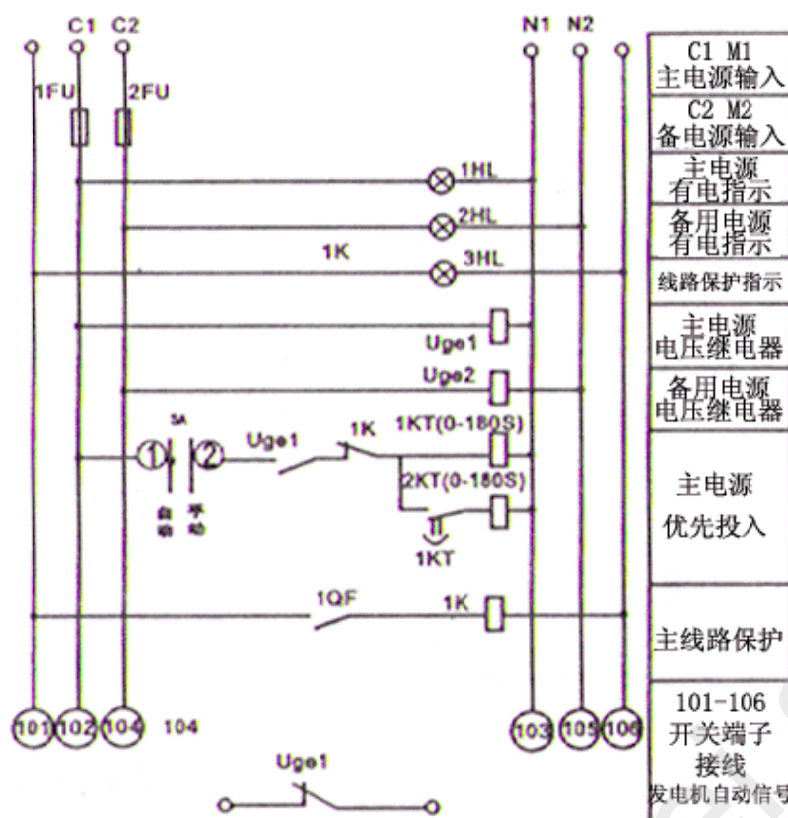 C1 C2 N1 N2
1FU 2FU
1HL
2HL
1K 3HL
Uge1
Uge2
SA
① ② Uge1 1K 1KT(0-180S)
2KT(0-180S)
自动 手动
1KT
1QF 1K
101 102 104 104 103 105 106
Uge1
C1 M1
主电源输入
C2 M2
备电源输入
主电源
有电指示
备用电源
有电指示
线路保护指示
主电源
电压继电器
备用电源
电压继电器
主电源
优先投入
主线路保护
101-106
开关端子
接线
发电机自动信号